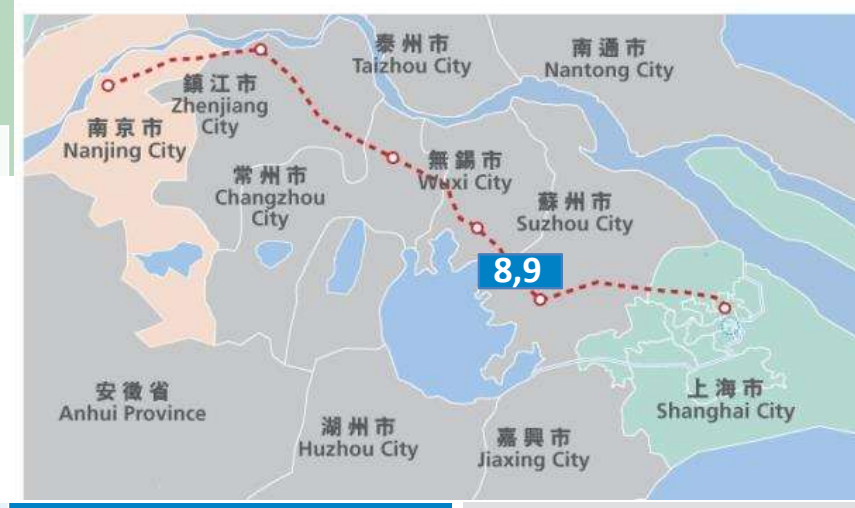 泰州市
Taizhou City
南通市
Nantong City
鎮江市
Zhenjiang
City
南京市
Nanjing City
無錫市
Wuxi City
常州市
Changzhou
City
蘇州市
Suzhou City
8,9
安徽省
Anhui Province
上海市
Shanghai City
湖州市
Huzhou City
嘉興市
Jiaxing City